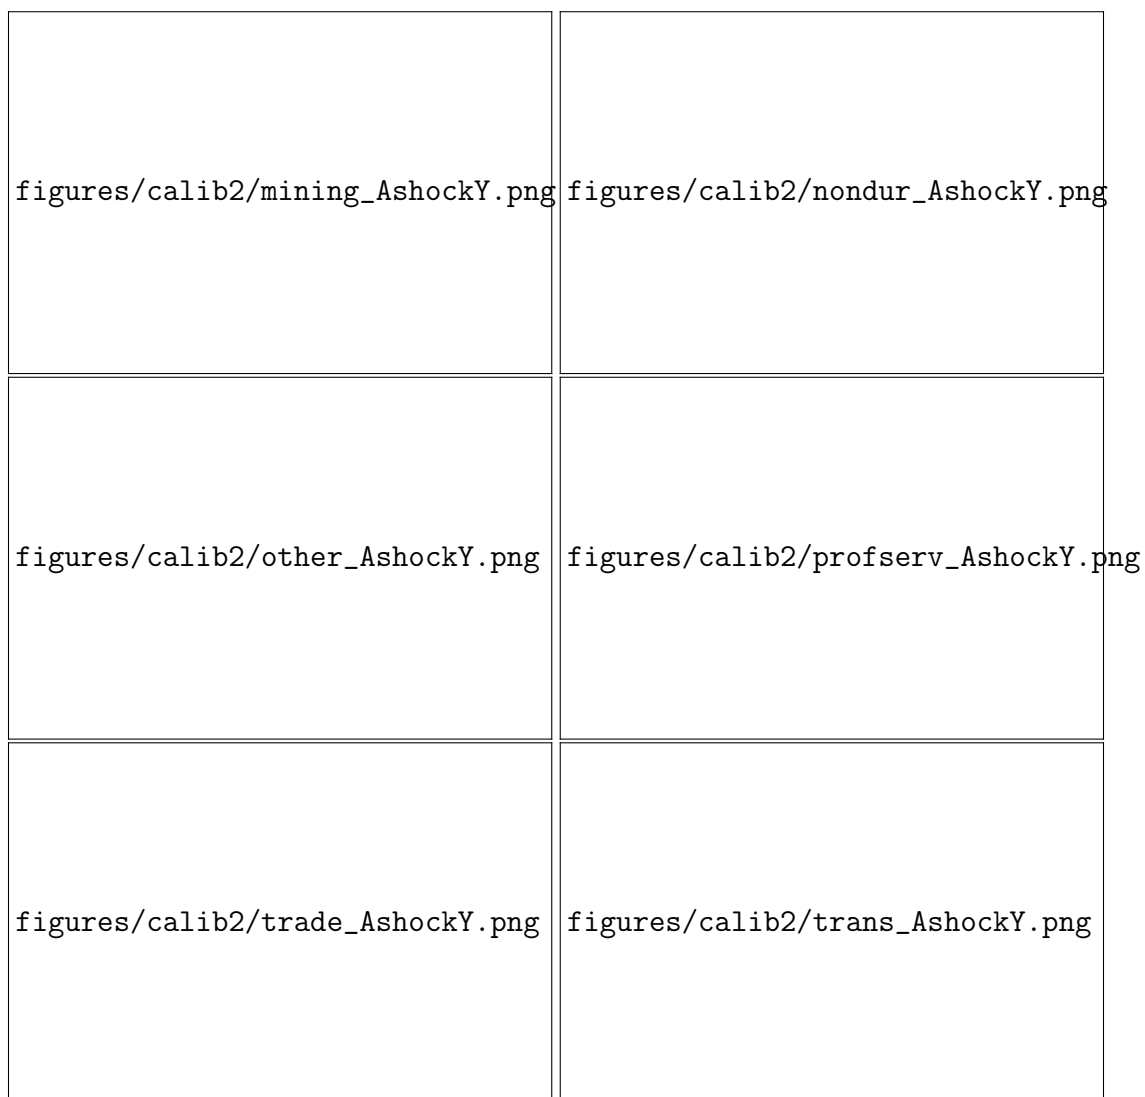 figures/calib2/mining_AshockY.png
figures/calib2/nondur_AshockY.png
figures/calib2/other_AshockY.png
figures/calib2/profserv_AshockY.png
figures/calib2/trade_AshockY.png
figures/calib2/trans_AshockY.png